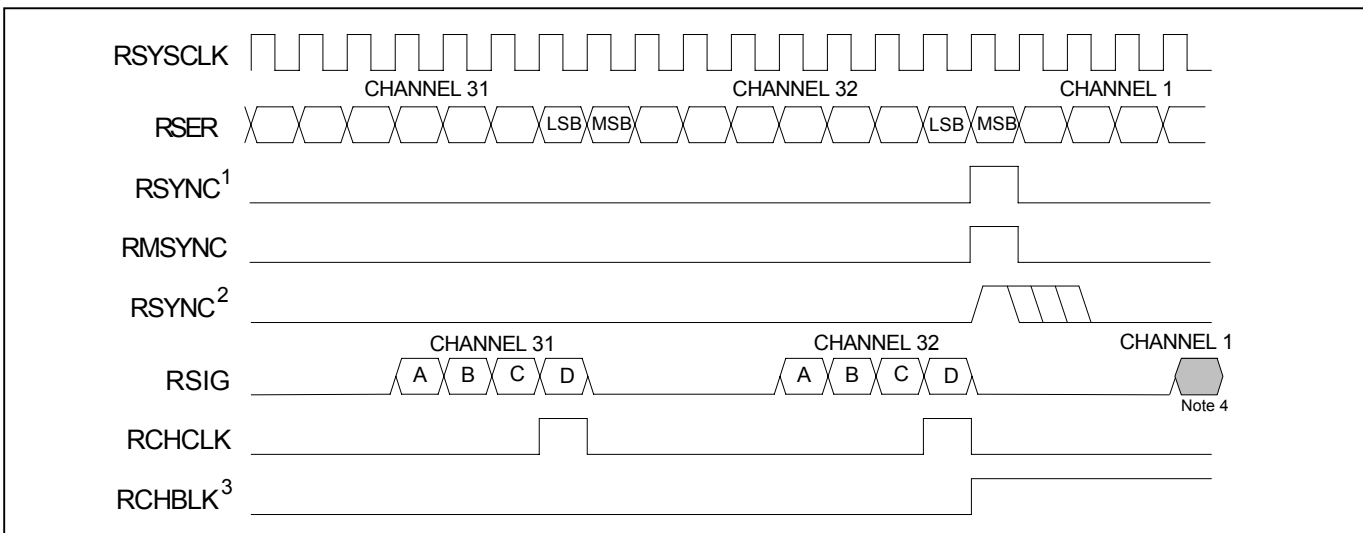 RSYSCLK
CHANNEL 31 CHANNEL 32 CHANNEL 1
RSER LSB MSB LSB MSB
RSYNC1
RMSYNC
RSYNC2
CHANNEL 31 CHANNEL 32 CHANNEL 1
RSIG A B C D A B C D
Note 4
RCHCLK
RCHBLK3